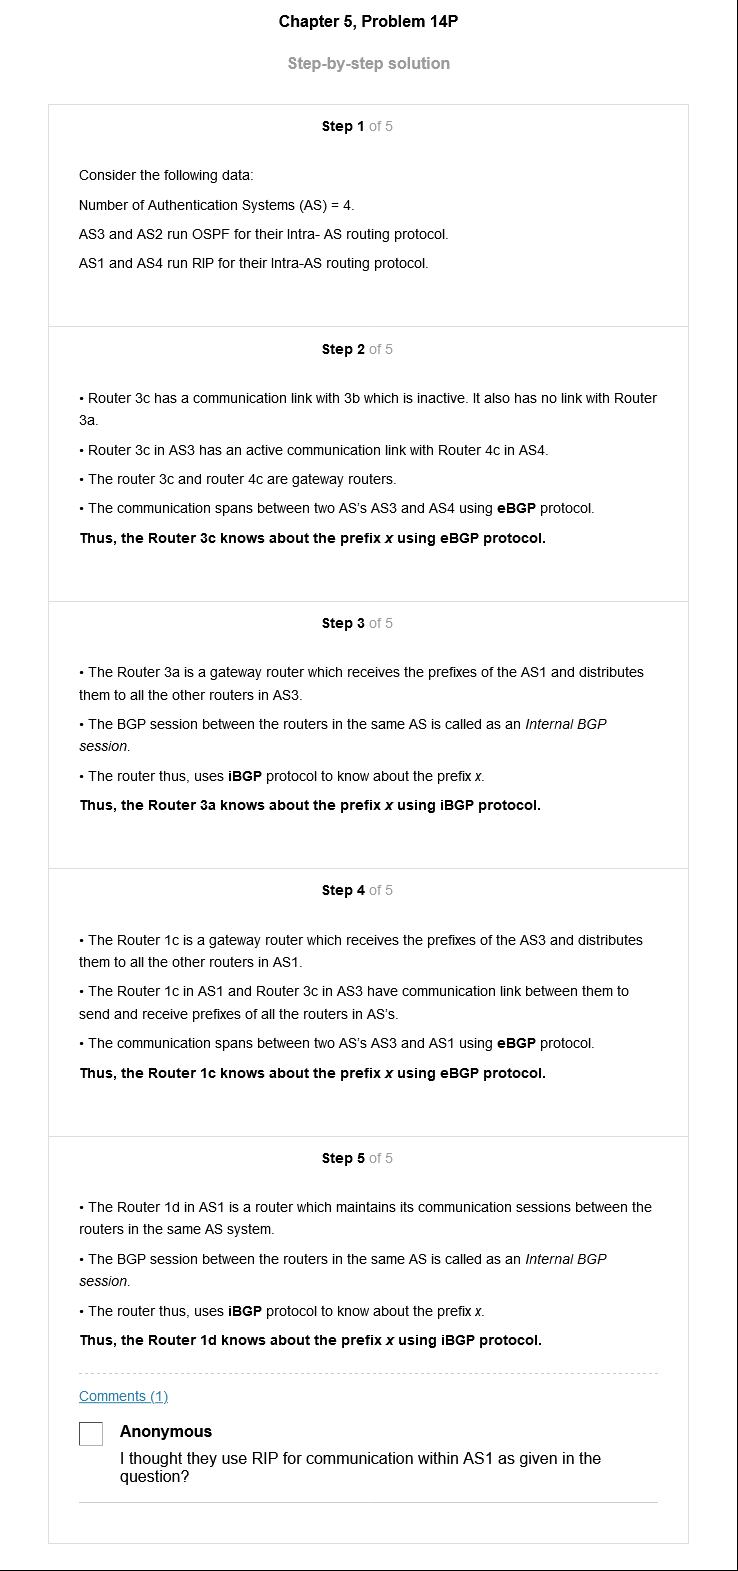 Chapter 5, Problem 14P
Step-by-step solution
Step 1 of 5
Consider the following data:
Number of Authentication Systems (AS) = 4.
AS3 and AS2 run OSPF for their Intra- AS routing protocol.
AS1 and AS4 run RIP for their Intra-AS routing protocol.
Step 2 of 5
• Router 3c has a communication link with 3b which is inactive. It also has no link with Router
3a.
• Router 3c in AS3 has an active communication link with Router 4c in AS4.
• The router 3c and router 4c are gateway routers.
• The communication spans between two AS's AS3 and AS4 using eBGP protocol.
Thus, the Router 3c knows about the prefix x using eBGP protocol.
Step 3 of 5
• The Router 3a is a gateway router which receives the prefixes of the AS1 and distributes
them to all the other routers in AS3.
• The BGP session between the routers in the same AS is called as an Internal BGP
session.
• The router thus, uses iBGP protocol to know about the prefix x.
Thus, the Router 3a knows about the prefix x using iBGP protocol.
Step 4 of 5
• The Router 1c is a gateway router which receives the prefixes of the AS3 and distributes
them to all the other routers in AS1.
• The Router 1c in AS1 and Router 3c in AS3 have communication link between them to
send and receive prefixes of all the routers in AS's.
• The communication spans between two AS's AS3 and AS1 using eBGP protocol.
Thus, the Router 1c knows about the prefix x using eBGP protocol.
Step 5 of 5
• The Router 1d in AS1 is a router which maintains its communication sessions between the
routers in the same AS system.
• The BGP session between the routers in the same AS is called as an Internal BGP
session.
• The router thus, uses iBGP protocol to know about the prefix x.
Thus, the Router 1d knows about the prefix x using iBGP protocol.
Comments (1)
Anonymous
I thought they use RIP for communication within AS1 as given in the
question?